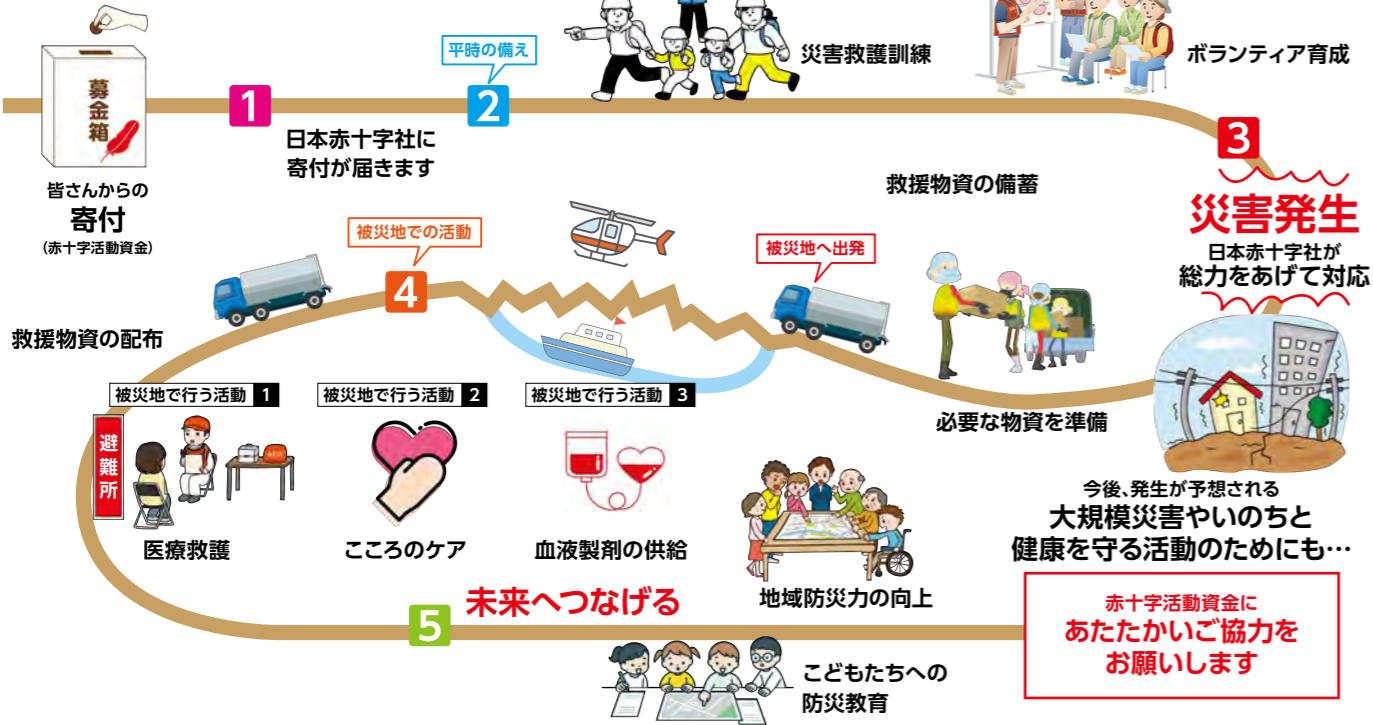 募金箱
皆さんからの
寄付
(赤十字活動資金)
1
日本赤十字社に
寄付が届きます
平時の備え
2
災害救護訓練
ボランティア育成
救援物資の備蓄
3
災害発生
日本赤十字社が
総力をあげて対応
必要な物資を準備
被災地へ出発
被災地での活動
4
救援物資の配布
被災地で行う活動 1
避難所
AED
医療救護
被災地で行う活動 2
こころのケア
被災地で行う活動 3
血液製剤の供給
5
未来へつなげる
地域防災力の向上
こどもたちへの
防災教育
今後、発生が予想される
大規模災害やいのちと
健康を守る活動のためにも…
赤十字活動資金に
あたたかいご協力を
お願いします